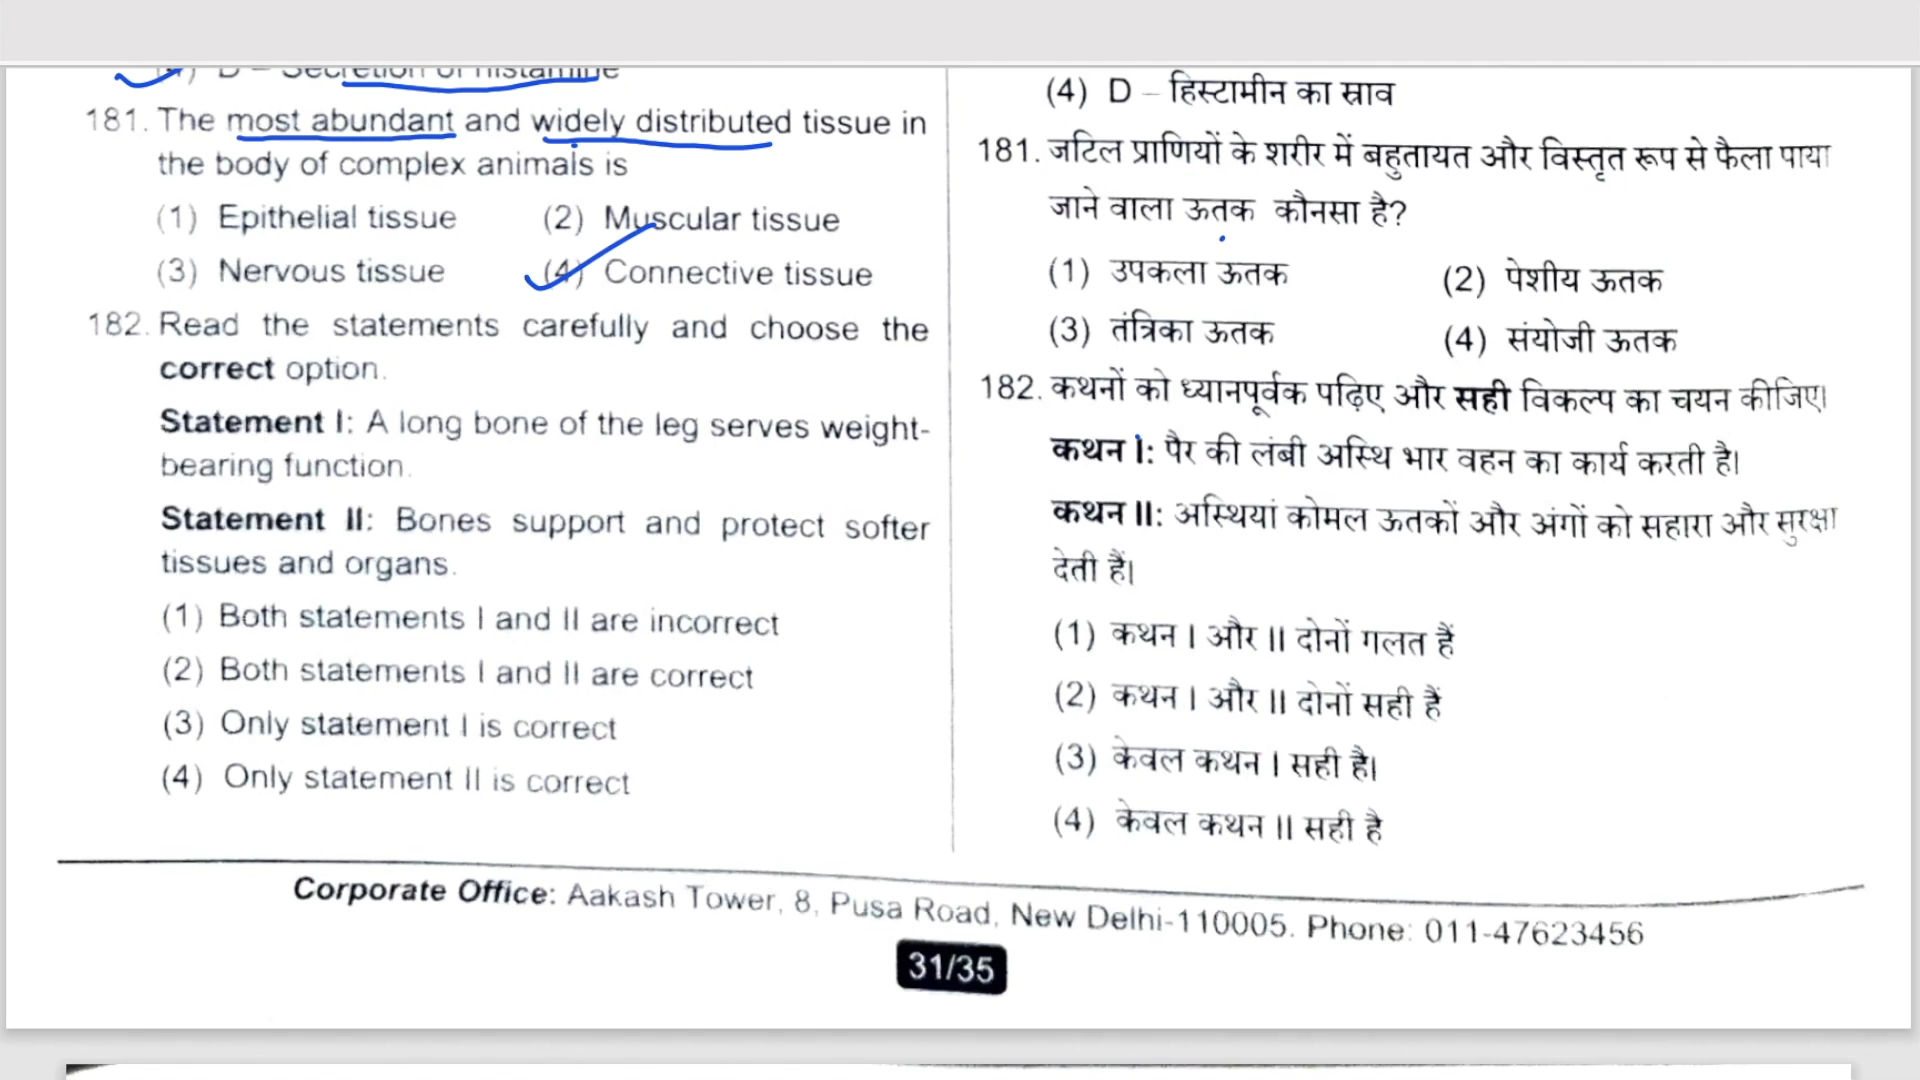 (4) D – Secretion of histamine
181. The most abundant and widely distributed tissue in
the body of complex animals is
(1) Epithelial tissue (2) Muscular tissue
(3) Nervous tissue (4) Connective tissue
182. Read the statements carefully and choose the
correct option.
Statement I: A long bone of the leg serves weight-
bearing function.
Statement II: Bones support and protect softer
tissues and organs.
(1) Both statements I and II are incorrect
(2) Both statements I and II are correct
(3) Only statement I is correct
(4) Only statement II is correct
(4) D – हिस्टामीन का स्राव
181. जटिल प्राणियों के शरीर में बहुतायत और विस्तृत रूप से फैला पाया
जाने वाला ऊतक कौनसा है?
(1) उपकला ऊतक (2) पेशीय ऊतक
(3) तंत्रिका ऊतक (4) संयोजी ऊतक
182. कथनों को ध्यानपूर्वक पढ़िए और सही विकल्प का चयन कीजिए।
कथन I: पैर की लंबी अस्थि भार वहन का कार्य करती है।
कथन II: अस्थियां कोमल ऊतकों और अंगों को सहारा और सुरक्षा
देती हैं।
(1) कथन I और II दोनों गलत हैं
(2) कथन I और II दोनों सही हैं
(3) केवल कथन I सही है।
(4) केवल कथन II सही है
Corporate Office: Aakash Tower, 8, Pusa Road, New Delhi-110005. Phone: 011-47623456
31/35